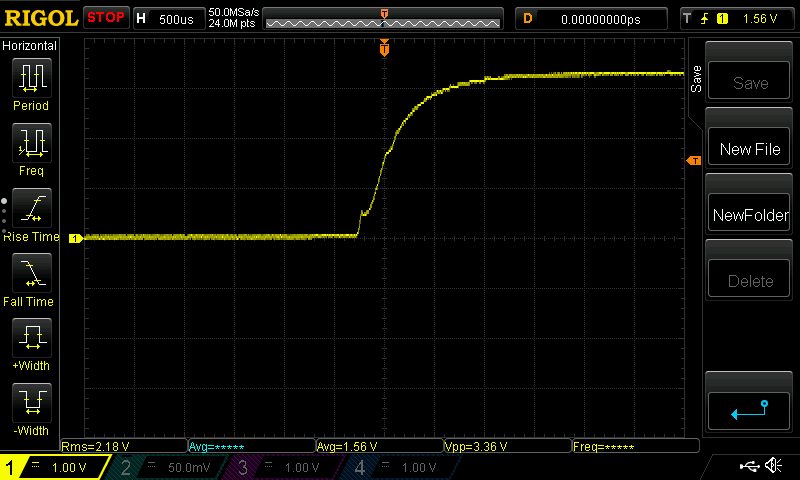 RIGOL STOP H 500us 50.0MSa/s 24.0M pts T D 0.00000000ps T 1 1.56 V
Horizontal
Period
Freq
Rise Time
Fall Time
+Width
-Width
T
T
1
Save
Save
New File
NewFolder
Delete
Rms=2.18 V Avg=***** Avg=1.56 V Vpp=3.36 V Freq=*****
1 1.00 V 2 50.0mV 3 1.00 V 4 1.00 V